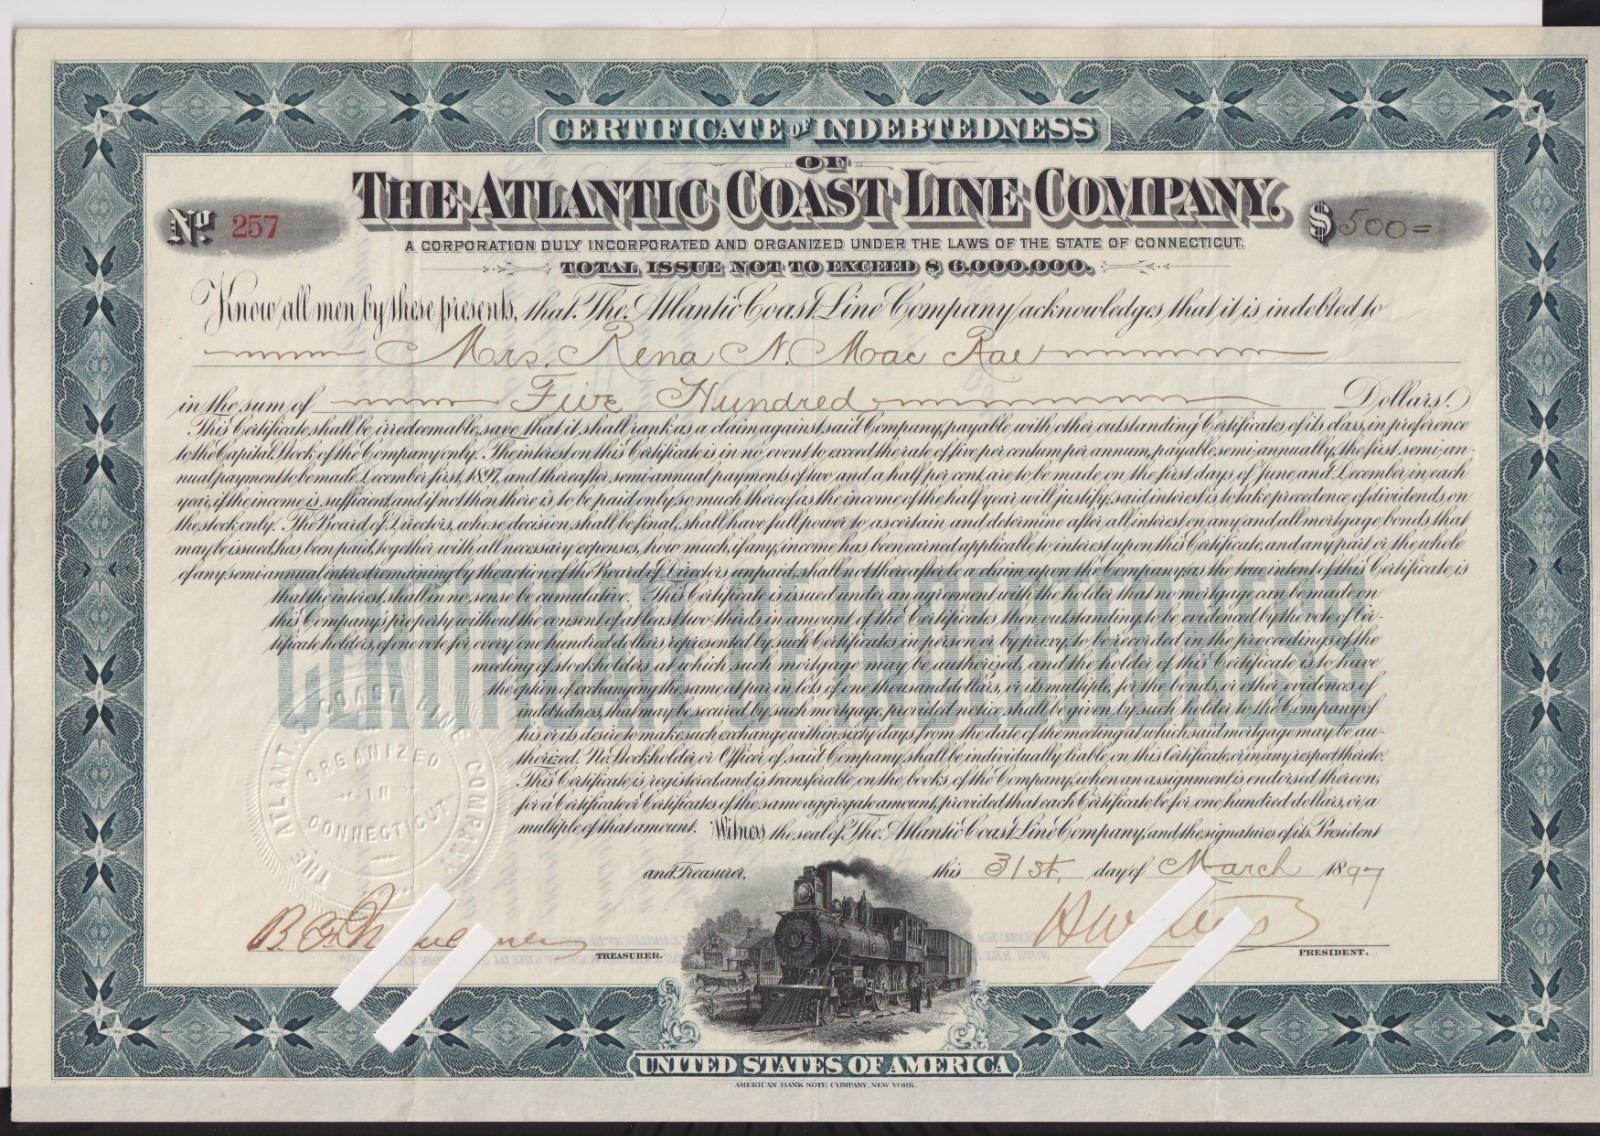 CERTIFICATE OF INDEBTEDNESS
OF
THE ATLANTIC COAST LINE COMPANY.
No. 257
$500=
A CORPORATION DULY INCORPORATED AND ORGANIZED UNDER THE LAWS OF THE STATE OF CONNECTICUT.
TOTAL ISSUE NOT TO EXCEED $6,000,000.
Know all men by these presents, that The Atlantic Coast Line Company acknowledges that it is indebted to
Mrs. Rena N. Mac Rae
in the sum of Five Hundred Dollars.
This Certificate shall be irredeemable, save that it shall rank as a claim against said Company, payable with other outstanding Certificates of its class, in preference
to the Capital Stock of the Company only. The interest on this Certificate is in no event to exceed the rate of five per centum per annum, payable semi-annually, the first semi-an-
nual payment to be made December first, 1897, and thereafter, semi-annual payments of two and a half per cent. are to be made on the first days of June and December in each
year, if the income is sufficient, and if not then there is to be paid only so much thereof as the income of the half year will justify, said interest is to take precedence of dividends on
the stock only. The Board of Directors, whose decision shall be final, shall have full power to ascertain and determine after all interest on any and all mortgage bonds that
may be issued, has been paid, together with all necessary expenses, how much, if any, income has been earned applicable to interest upon this Certificate, and any part or the whole
of any semi-annual interest remaining by the action of the Board of Directors unpaid, shall not thereafter be a claim upon the Company, as the true intent of this Certificate, is
that the interest shall in no sense be cumulative. This Certificate is issued under an agreement with the holder that no mortgage can be made on
this Company's property without the consent of at least two thirds in amount of the Certificates then outstanding, to be evidenced by the vote of Cer-
tificate holders, of one vote for every one hundred dollars represented by such Certificates in person or by proxy, to be recorded in the proceedings of the
meeting of stockholders at which such mortgage may be authorized, and the holder of this Certificate is to have
the option of exchanging the same at par in lots of one thousand dollars, or its multiple, for the bonds, or other evidences of
indebtedness, that may be secured by such mortgage, provided notice shall be given by such holder to the Company of
his or its desire to make such exchange within sixty days from the date of the meeting at which said mortgage may be au-
thorized. No Stockholder or Officer of said Company shall be individually liable on this Certificate, or in any respect thereto.
This Certificate is registered and is transferable on the books of the Company, when an assignment is endorsed thereon,
for a Certificate or Certificates of the same aggregate amount, provided that each Certificate be for one hundred dollars, or a
multiple of that amount. Witness the seal of The Atlantic Coast Line Company, and the signatures of its President
and Treasurer, this 31st. day of March 1897
CERTIFICATE OF INDEBTEDNESS
THE ATLANTIC COAST LINE COMPANY
ORGANIZED
IN
CONNECTICUT
TREASURER.
PRESIDENT.
UNITED STATES OF AMERICA
AMERICAN BANK NOTE COMPANY, NEW YORK.